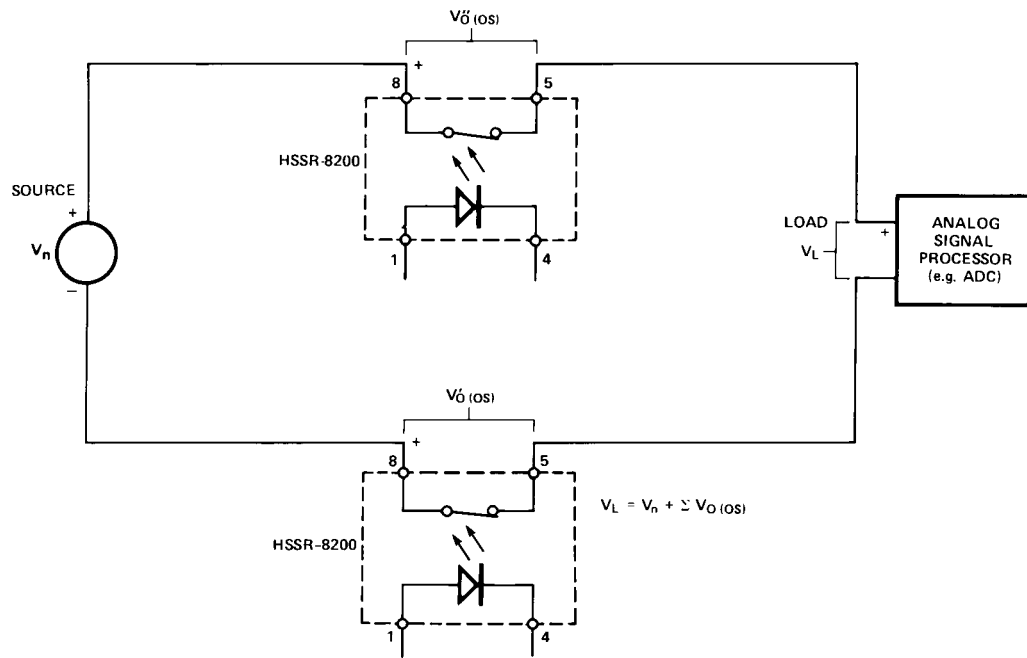 V″O (OS)
+
8
5
HSSR-8200
1
4
SOURCE
+
Vn
–
LOAD
VL
+
ANALOG
SIGNAL
PROCESSOR
(e.g. ADC)
V′O (OS)
+
8
5
HSSR-8200
1
4
VL = Vn + Σ VO (OS)